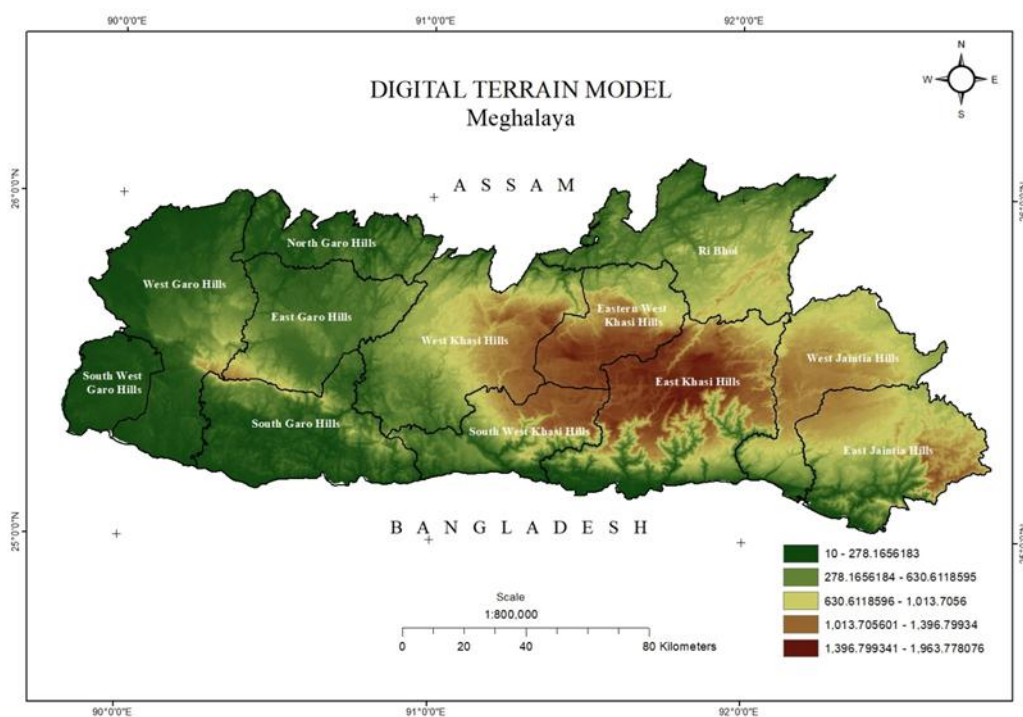 90°0'0"E
91°0'0"E
92°0'0"E
N
W
E
S
DIGITAL TERRAIN MODEL
Meghalaya
26°0'0"N
ASSAM
North Garo Hills
Ri Bhoi
West Garo Hills
East Garo Hills
Eastern West
Khasi Hills
West Khasi Hills
West Jaintia Hills
South West
Garo Hills
East Khasi Hills
South Garo Hills
South West Khasi Hills
East Jaintia Hills
25°0'0"N
BANGLADESH
10 - 278.1656183
278.1656184 - 630.6118595
630.6118596 - 1,013.7056
1,013.705601 - 1,396.79934
1,396.799341 - 1,963.778076
Scale
1:800,000
0 20 40 80 Kilometers
90°0'0"E
91°0'0"E
92°0'0"E